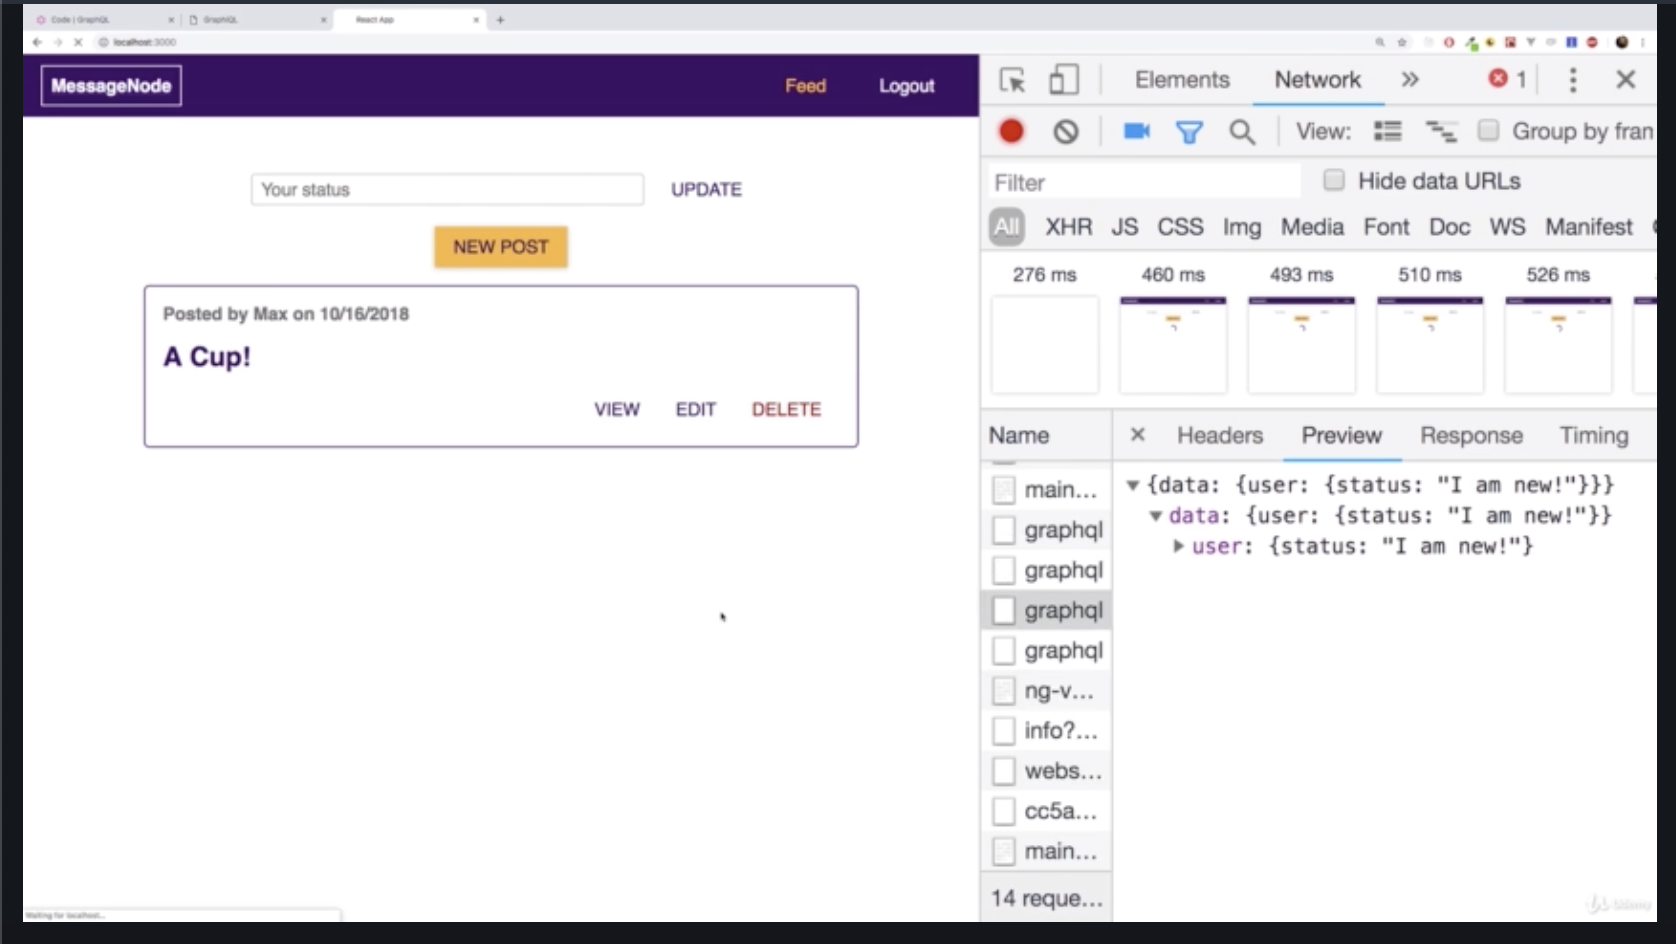 Code | GraphQL
GraphiQL
React App
localhost:3000
MessageNode
Feed
Logout
Your status
UPDATE
NEW POST
Posted by Max on 10/16/2018
A Cup!
VIEW
EDIT
DELETE
Waiting for localhost...
Elements
Network
1
View:
Group by fran
Filter
Hide data URLs
All
XHR
JS
CSS
Img
Media
Font
Doc
WS
Manifest
276 ms
460 ms
493 ms
510 ms
526 ms
Name
Headers
Preview
Response
Timing
main...
graphql
graphql
graphql
graphql
ng-v...
info?...
webs...
cc5a...
main...
14 reque...
{data: {user: {status: "I am new!"}}}
data: {user: {status: "I am new!"}}
user: {status: "I am new!"}
Udemy